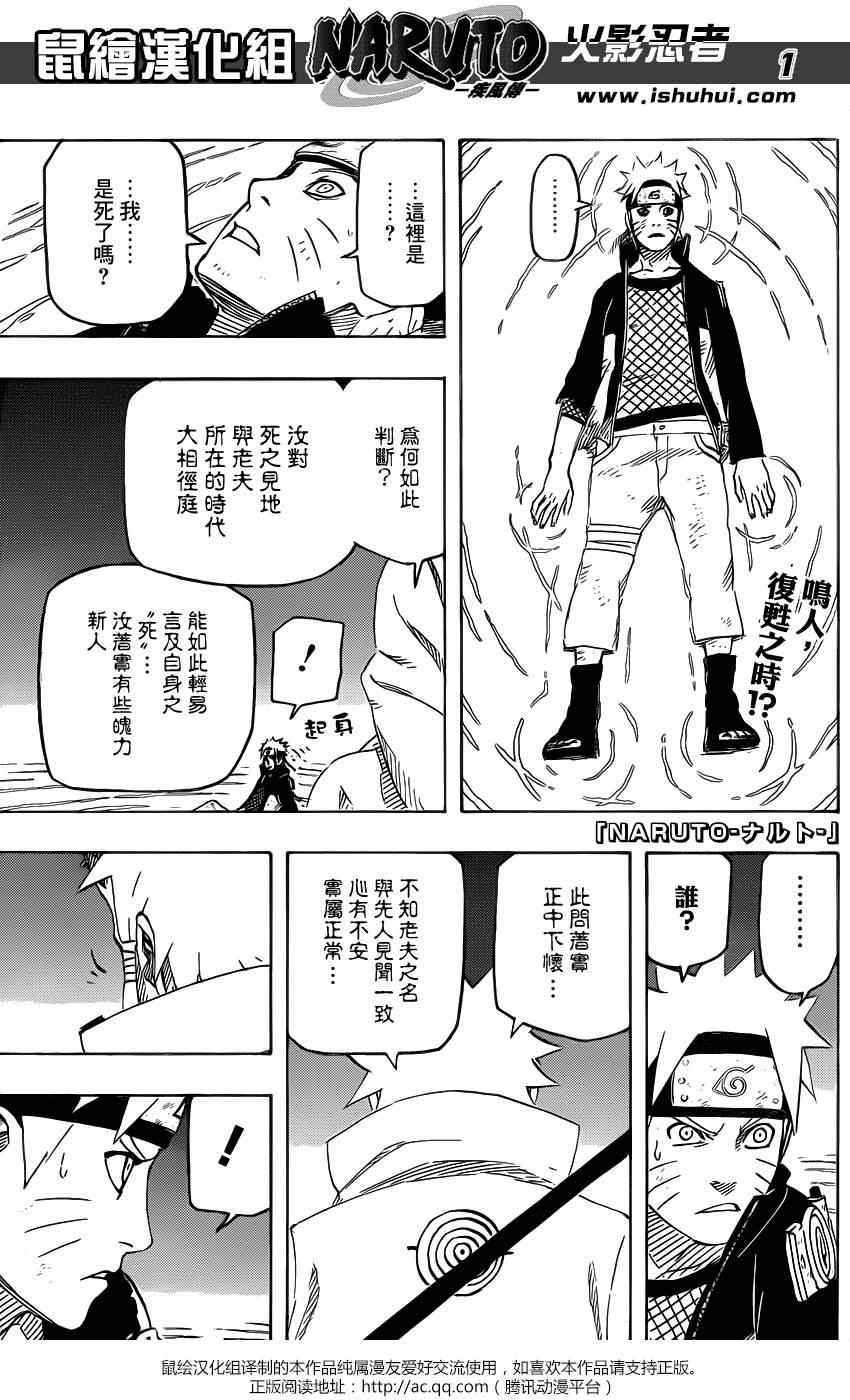 鼠繪漢化組
NARUTO
火影忍者
1
—疾風傳—
www.ishuhui.com
………
鳴人，
復甦之時!?
『NARUTO-ナルト-』
…這裡是
……？
…我……
是死了嗎？
為何如此
判斷？
汝對
死之見地
與老夫
所在的時代
大相徑庭
！
起身
能如此輕易
言及自身之
“死”…
汝著實有些魄力
新人
………
誰？
此問著實
正中下懷…
不知老夫之名
與先人見聞一致
心有不安
實屬正常…
！
鼠绘汉化组译制的本作品纯属漫友爱好交流使用，如喜欢本作品请支持正版。
正版阅读地址：http://ac.qq.com（腾讯动漫平台）